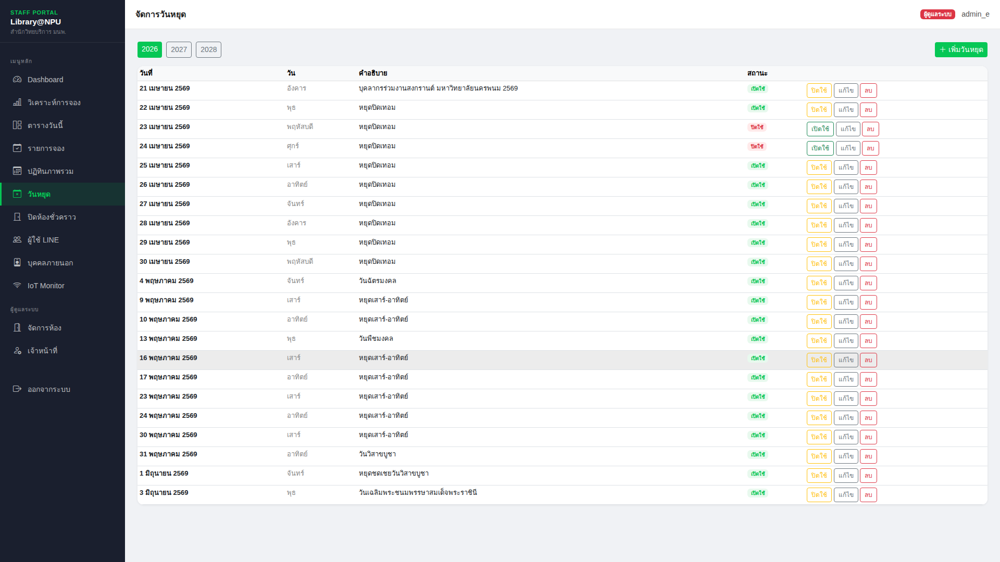 STAFF PORTAL
Library@NPU
สำนักวิทยบริการ มนพ.
เมนูหลัก
Dashboard
วิเคราะห์การจอง
ตารางวันนี้
รายการจอง
ปฏิทินภาพรวม
วันหยุด
ปิดห้องชั่วคราว
ผู้ใช้ LINE
บุคคลภายนอก
IoT Monitor
ผู้ดูแลระบบ
จัดการห้อง
เจ้าหน้าที่
ออกจากระบบ
จัดการวันหยุด
ผู้ดูแลระบบ admin_e
2026 2027 2028
+ เพิ่มวันหยุด
วันที่ วัน คำอธิบาย สถานะ
21 เมษายน 2569 อังคาร บุคลากรร่วมงานสงกรานต์ มหาวิทยาลัยนครพนม 2569 เปิดใช้ ปิดใช้ แก้ไข ลบ
22 เมษายน 2569 พุธ หยุดปิดเทอม เปิดใช้ ปิดใช้ แก้ไข ลบ
23 เมษายน 2569 พฤหัสบดี หยุดปิดเทอม ปิดใช้ เปิดใช้ แก้ไข ลบ
24 เมษายน 2569 ศุกร์ หยุดปิดเทอม ปิดใช้ เปิดใช้ แก้ไข ลบ
25 เมษายน 2569 เสาร์ หยุดปิดเทอม เปิดใช้ ปิดใช้ แก้ไข ลบ
26 เมษายน 2569 อาทิตย์ หยุดปิดเทอม เปิดใช้ ปิดใช้ แก้ไข ลบ
27 เมษายน 2569 จันทร์ หยุดปิดเทอม เปิดใช้ ปิดใช้ แก้ไข ลบ
28 เมษายน 2569 อังคาร หยุดปิดเทอม เปิดใช้ ปิดใช้ แก้ไข ลบ
29 เมษายน 2569 พุธ หยุดปิดเทอม เปิดใช้ ปิดใช้ แก้ไข ลบ
30 เมษายน 2569 พฤหัสบดี หยุดปิดเทอม เปิดใช้ ปิดใช้ แก้ไข ลบ
4 พฤษภาคม 2569 จันทร์ วันฉัตรมงคล เปิดใช้ ปิดใช้ แก้ไข ลบ
9 พฤษภาคม 2569 เสาร์ หยุดเสาร์-อาทิตย์ เปิดใช้ ปิดใช้ แก้ไข ลบ
10 พฤษภาคม 2569 อาทิตย์ หยุดเสาร์-อาทิตย์ เปิดใช้ ปิดใช้ แก้ไข ลบ
13 พฤษภาคม 2569 พุธ วันพืชมงคล เปิดใช้ ปิดใช้ แก้ไข ลบ
16 พฤษภาคม 2569 เสาร์ หยุดเสาร์-อาทิตย์ เปิดใช้ ปิดใช้ แก้ไข ลบ
17 พฤษภาคม 2569 อาทิตย์ หยุดเสาร์-อาทิตย์ เปิดใช้ ปิดใช้ แก้ไข ลบ
23 พฤษภาคม 2569 เสาร์ หยุดเสาร์-อาทิตย์ เปิดใช้ ปิดใช้ แก้ไข ลบ
24 พฤษภาคม 2569 อาทิตย์ หยุดเสาร์-อาทิตย์ เปิดใช้ ปิดใช้ แก้ไข ลบ
30 พฤษภาคม 2569 เสาร์ หยุดเสาร์-อาทิตย์ เปิดใช้ ปิดใช้ แก้ไข ลบ
31 พฤษภาคม 2569 อาทิตย์ วันวิสาขบูชา เปิดใช้ ปิดใช้ แก้ไข ลบ
1 มิถุนายน 2569 จันทร์ หยุดชดเชยวันวิสาขบูชา เปิดใช้ ปิดใช้ แก้ไข ลบ
3 มิถุนายน 2569 พุธ วันเฉลิมพระชนมพรรษาสมเด็จพระราชินี เปิดใช้ ปิดใช้ แก้ไข ลบ